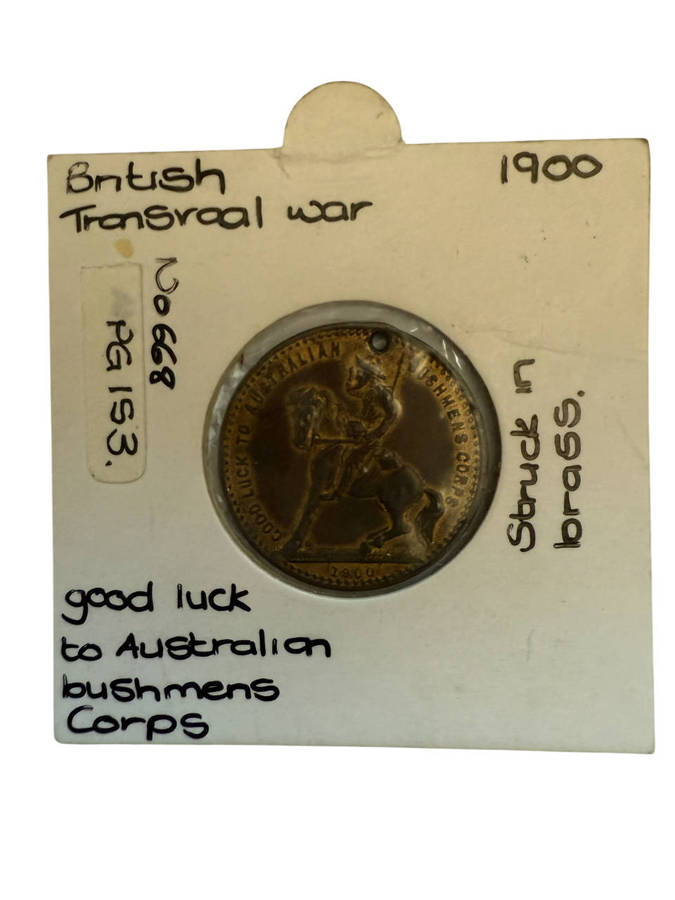 British
Transvaal war
1900
No 668
PG 153.
GOOD LUCK TO AUSTRALIAN BUSHMENS CORPS
1900
Struck in
brass.
good luck
to Australian
bushmens
Corps